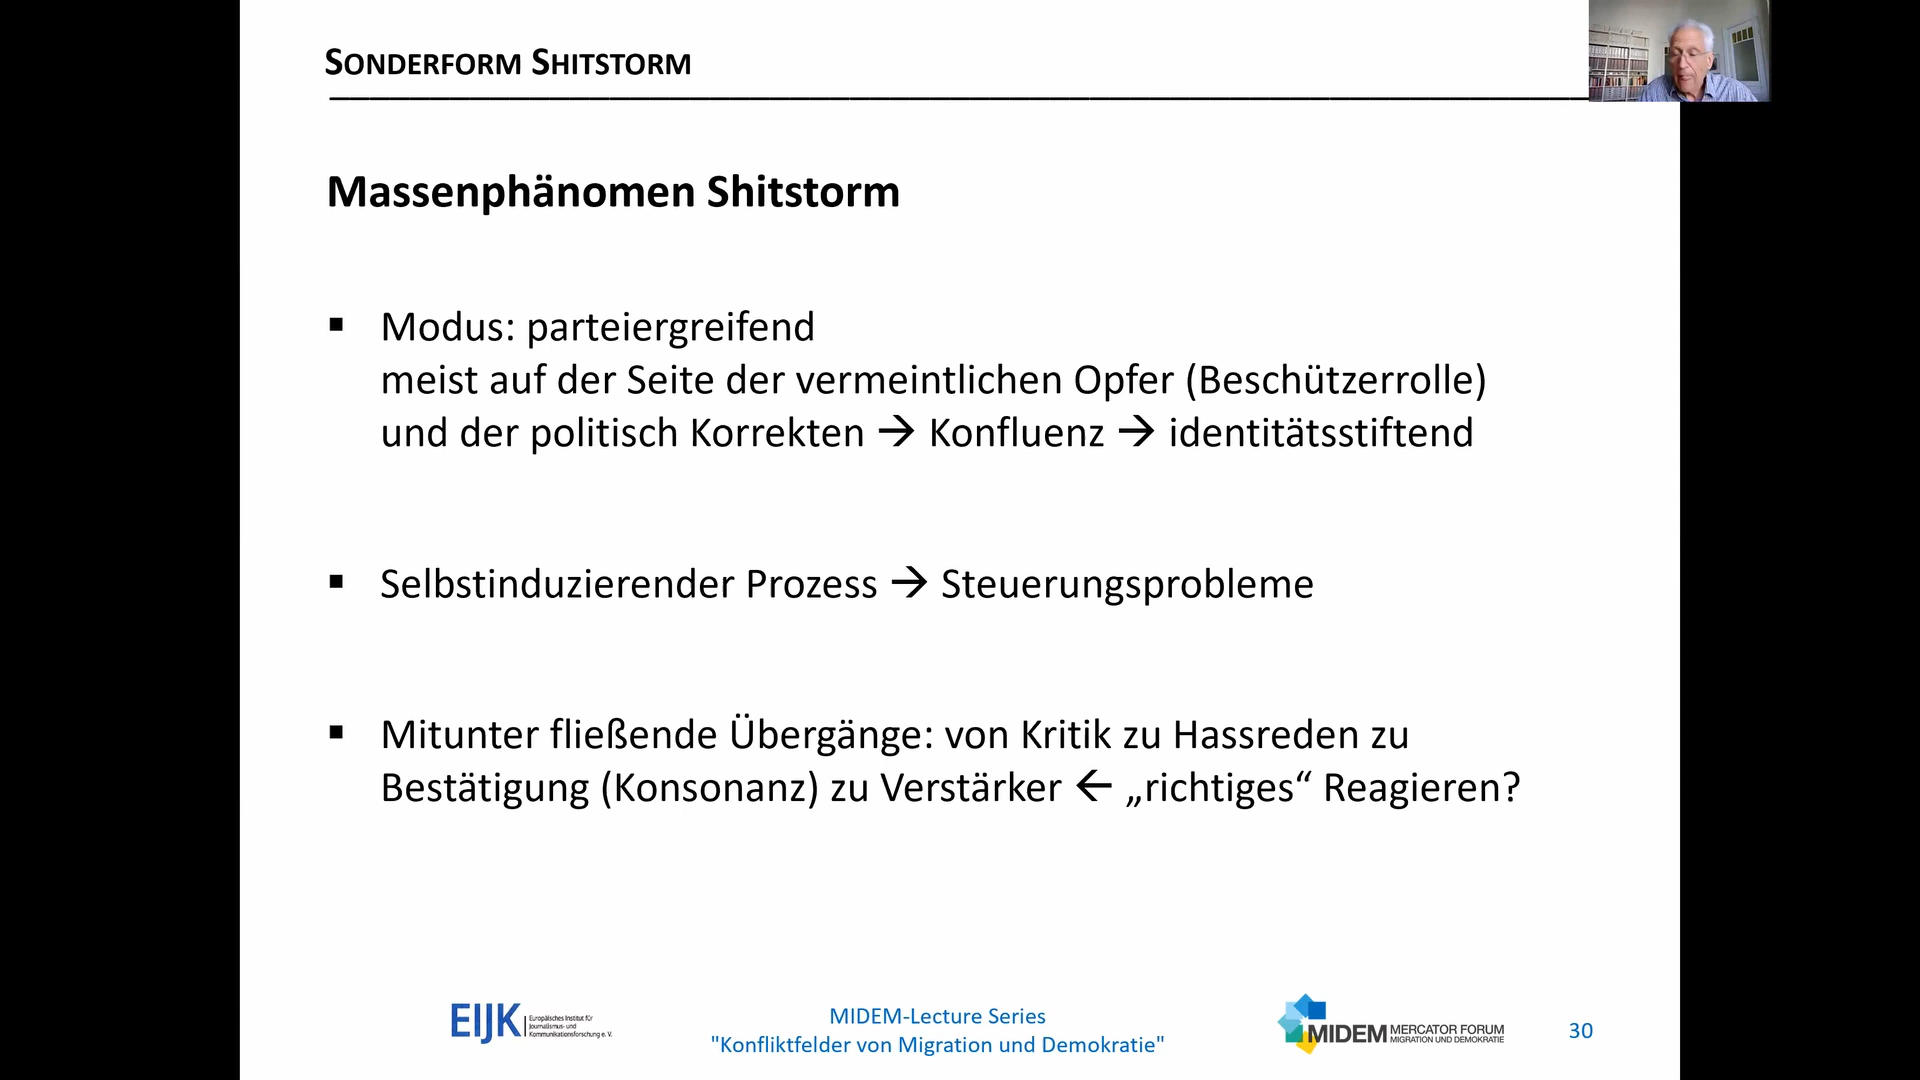 SONDERFORM SHITSTORM
Massenphänomen Shitstorm
▪ Modus: parteiergreifend
meist auf der Seite der vermeintlichen Opfer (Beschützerrolle)
und der politisch Korrekten → Konfluenz → identitätsstiftend
▪ Selbstinduzierender Prozess → Steuerungsprobleme
▪ Mitunter fließende Übergänge: von Kritik zu Hassreden zu
Bestätigung (Konsonanz) zu Verstärker ← „richtiges“ Reagieren?
EIJK
Europäisches Institut für
Journalismus- und
Kommunikationsforschung e. V.
MIDEM-Lecture Series
"Konfliktfelder von Migration und Demokratie"
MIDEM
MERCATOR FORUM
MIGRATION UND DEMOKRATIE
30